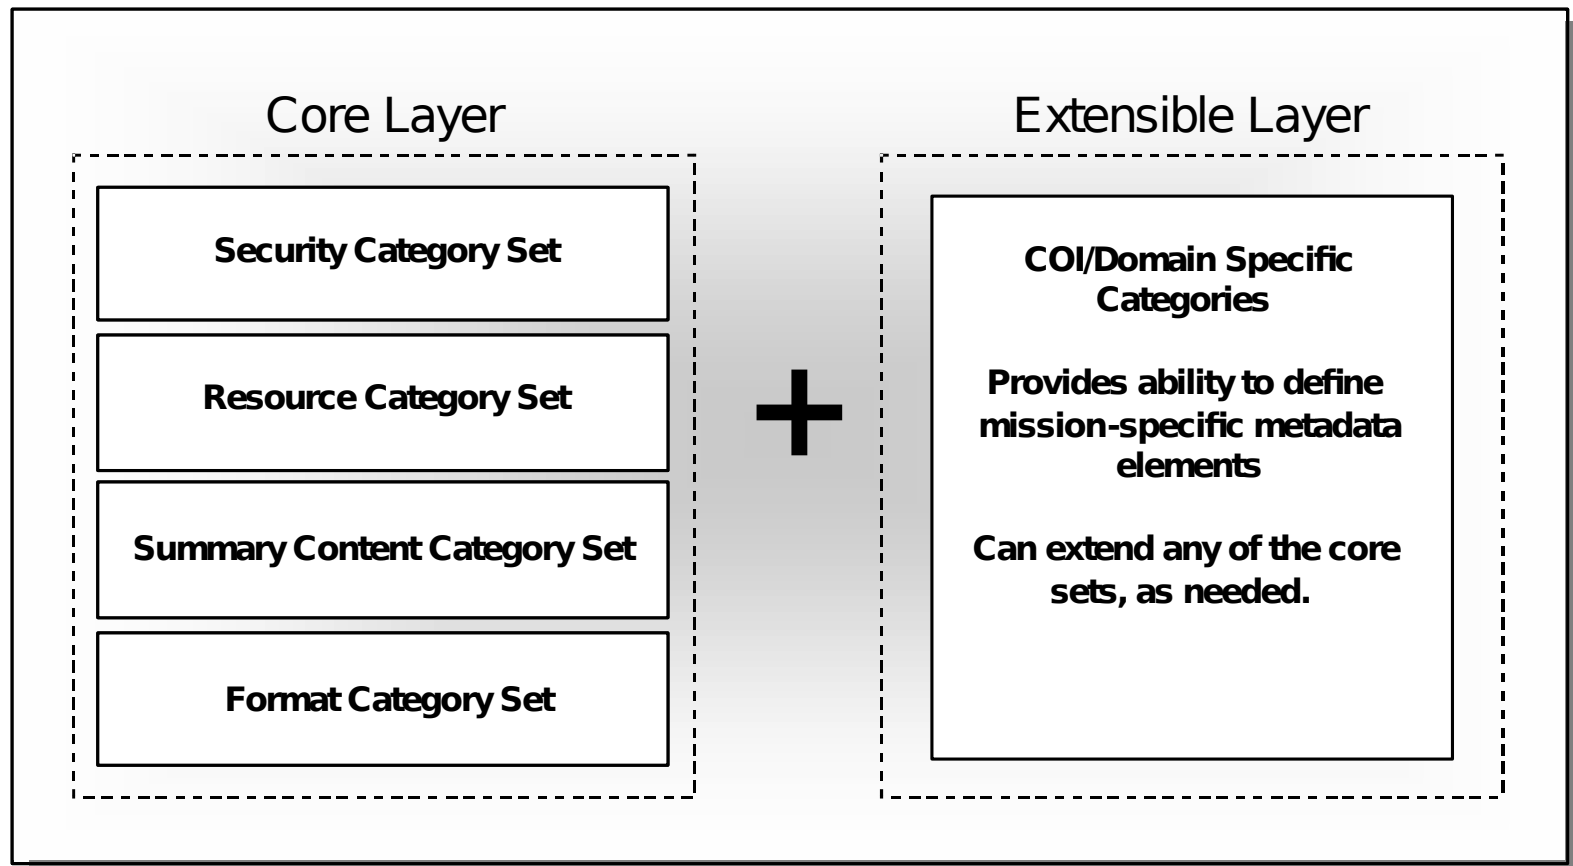 Core Layer
Security Category Set
Resource Category Set
Summary Content Category Set
Format Category Set
+
Extensible Layer
COI/Domain Specific
Categories
Provides ability to define
mission-specific metadata
elements
Can extend any of the core
sets, as needed.